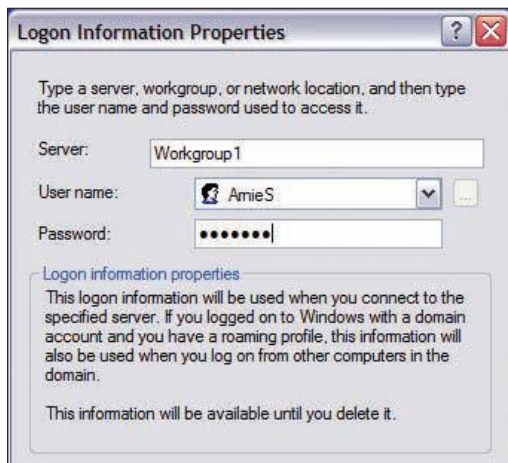 Logon Information Properties
Type a server, workgroup, or network location, and then type
the user name and password used to access it.
Server: Workgroup1
User name: AmieS ...
Password: •••••••
Logon information properties
This logon information will be used when you connect to the
specified server. If you logged on to Windows with a domain
account and you have a roaming profile, this information will
also be used when you log on from other computers in the
domain.
This information will be available until you delete it.